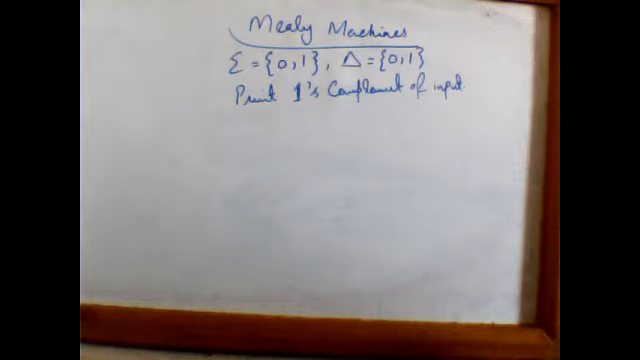 Mealy Machines
Σ = {0,1}, Δ = {0,1}
Print 1's Complement of input.